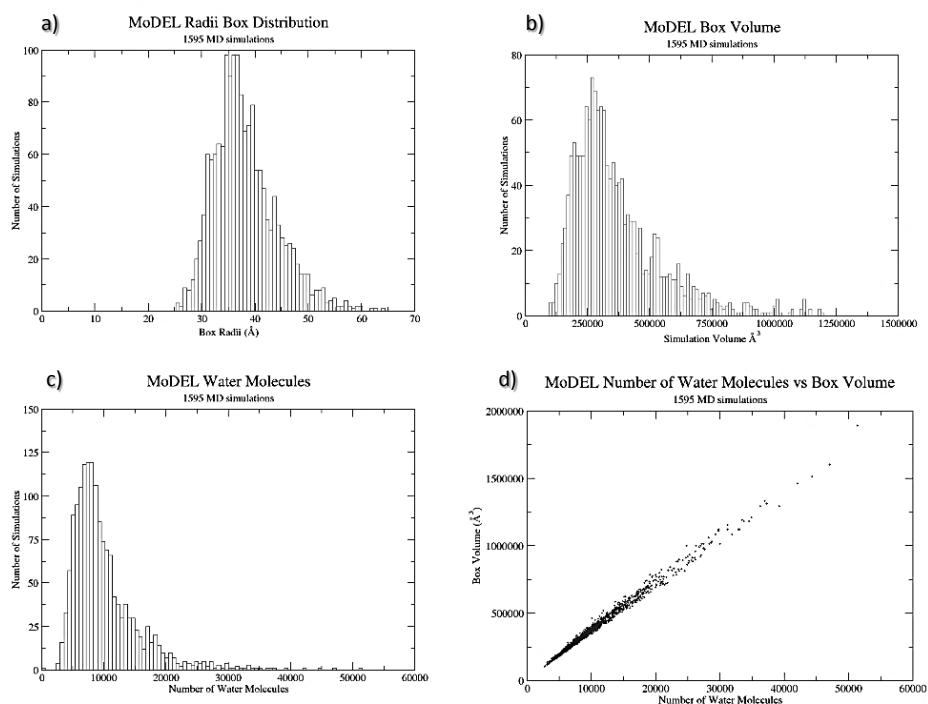 a)
MoDEL Radii Box Distribution
1595 MD simulations
Number of Simulations
100
80
60
40
20
0
0 10 20 30 40 50 60 70
Box Radii (Å)
b)
MoDEL Box Volume
1595 MD simulations
Number of Simulations
80
60
40
20
0
0 250000 500000 750000 1000000 1250000 1500000
Simulation Volume Å³
c)
MoDEL Water Molecules
1595 MD simulations
Number of Simulations
150
125
100
75
50
25
0
0 10000 20000 30000 40000 50000 60000
Number of Water Molecules
d)
MoDEL Number of Water Molecules vs Box Volume
1595 MD simulations
Box Volume (Å³)
2000000
1500000
1000000
500000
0
0 10000 20000 30000 40000 50000 60000
Number of Water Molecules